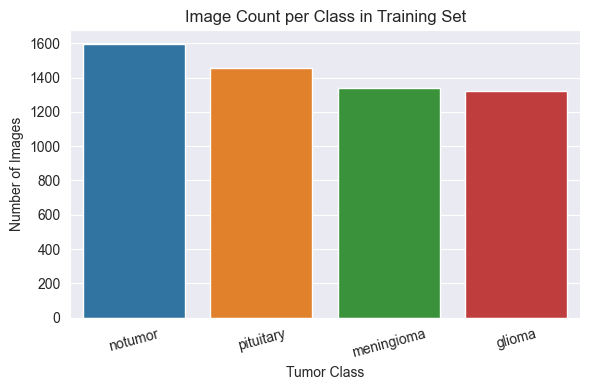 Image Count per Class in Training Set
Number of Images
1600
1400
1200
1000
800
600
400
200
0
notumor pituitary meningioma glioma
Tumor Class